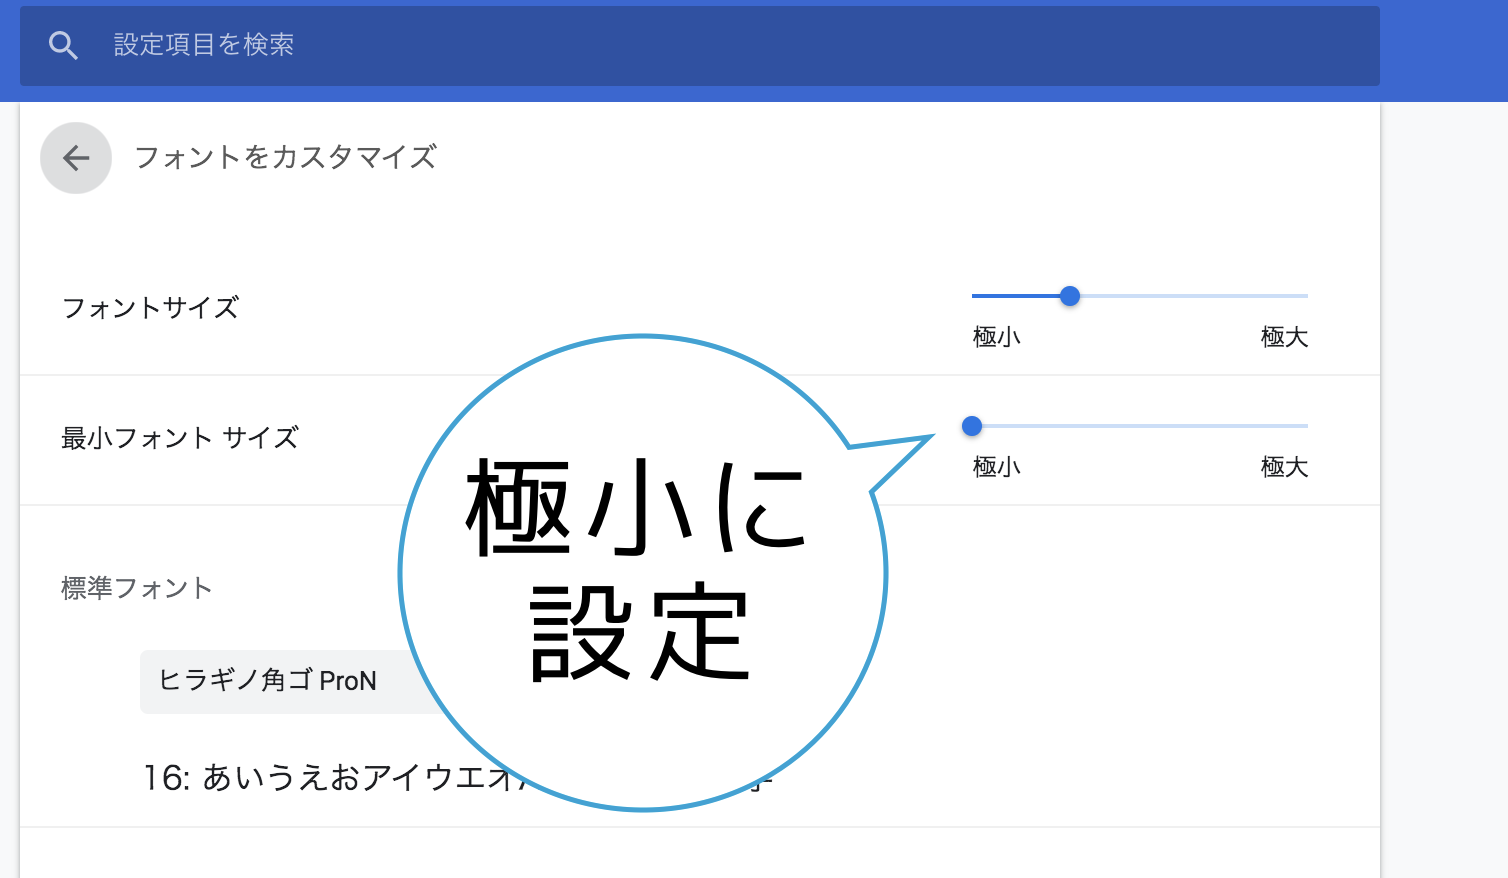 設定項目を検索
フォントをカスタマイズ
フォントサイズ
極小
極大
最小フォント サイズ
極小
極大
極小に
設定
標準フォント
ヒラギノ角ゴ ProN
16: あいうえおアイウエオ